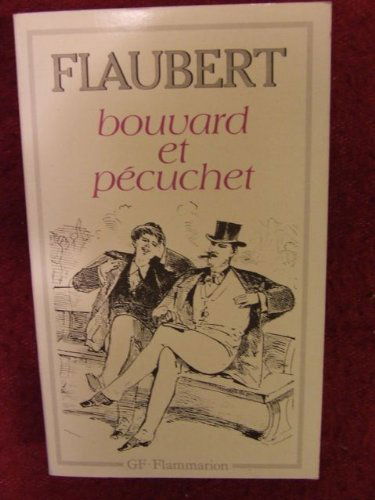 FLAUBERT
bouvard
et
pécuchet
GF-Flammarion